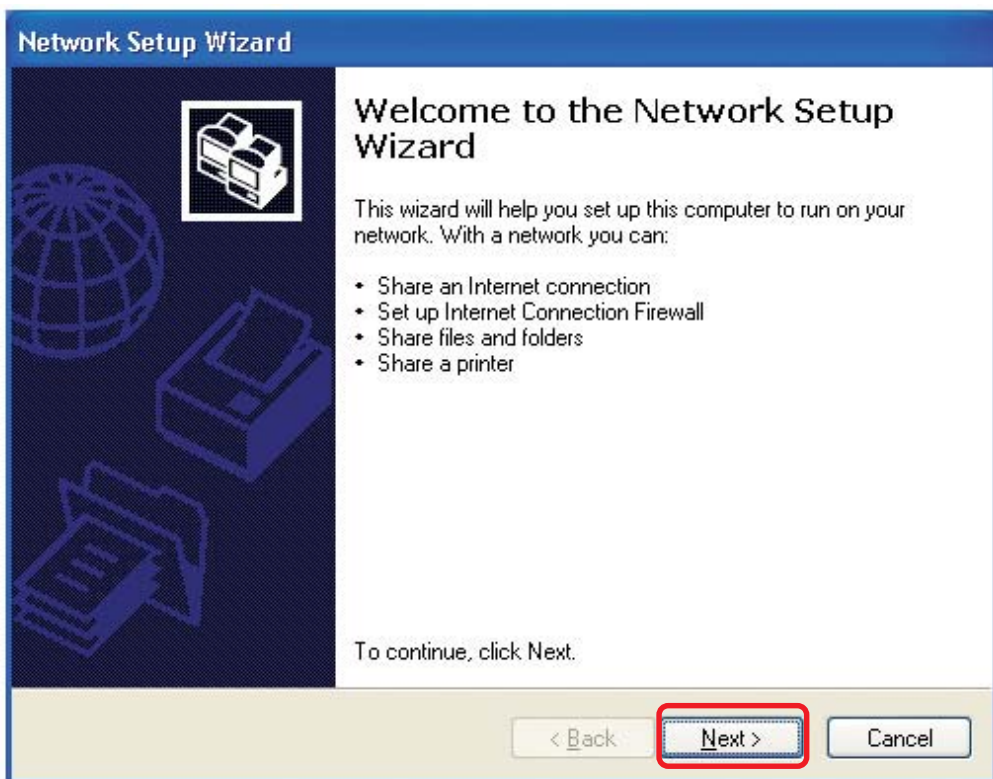 Network Setup Wizard
Welcome to the Network Setup
Wizard
This wizard will help you set up this computer to run on your
network. With a network you can:
• Share an Internet connection
• Set up Internet Connection Firewall
• Share files and folders
• Share a printer
To continue, click Next.
< Back Next > Cancel